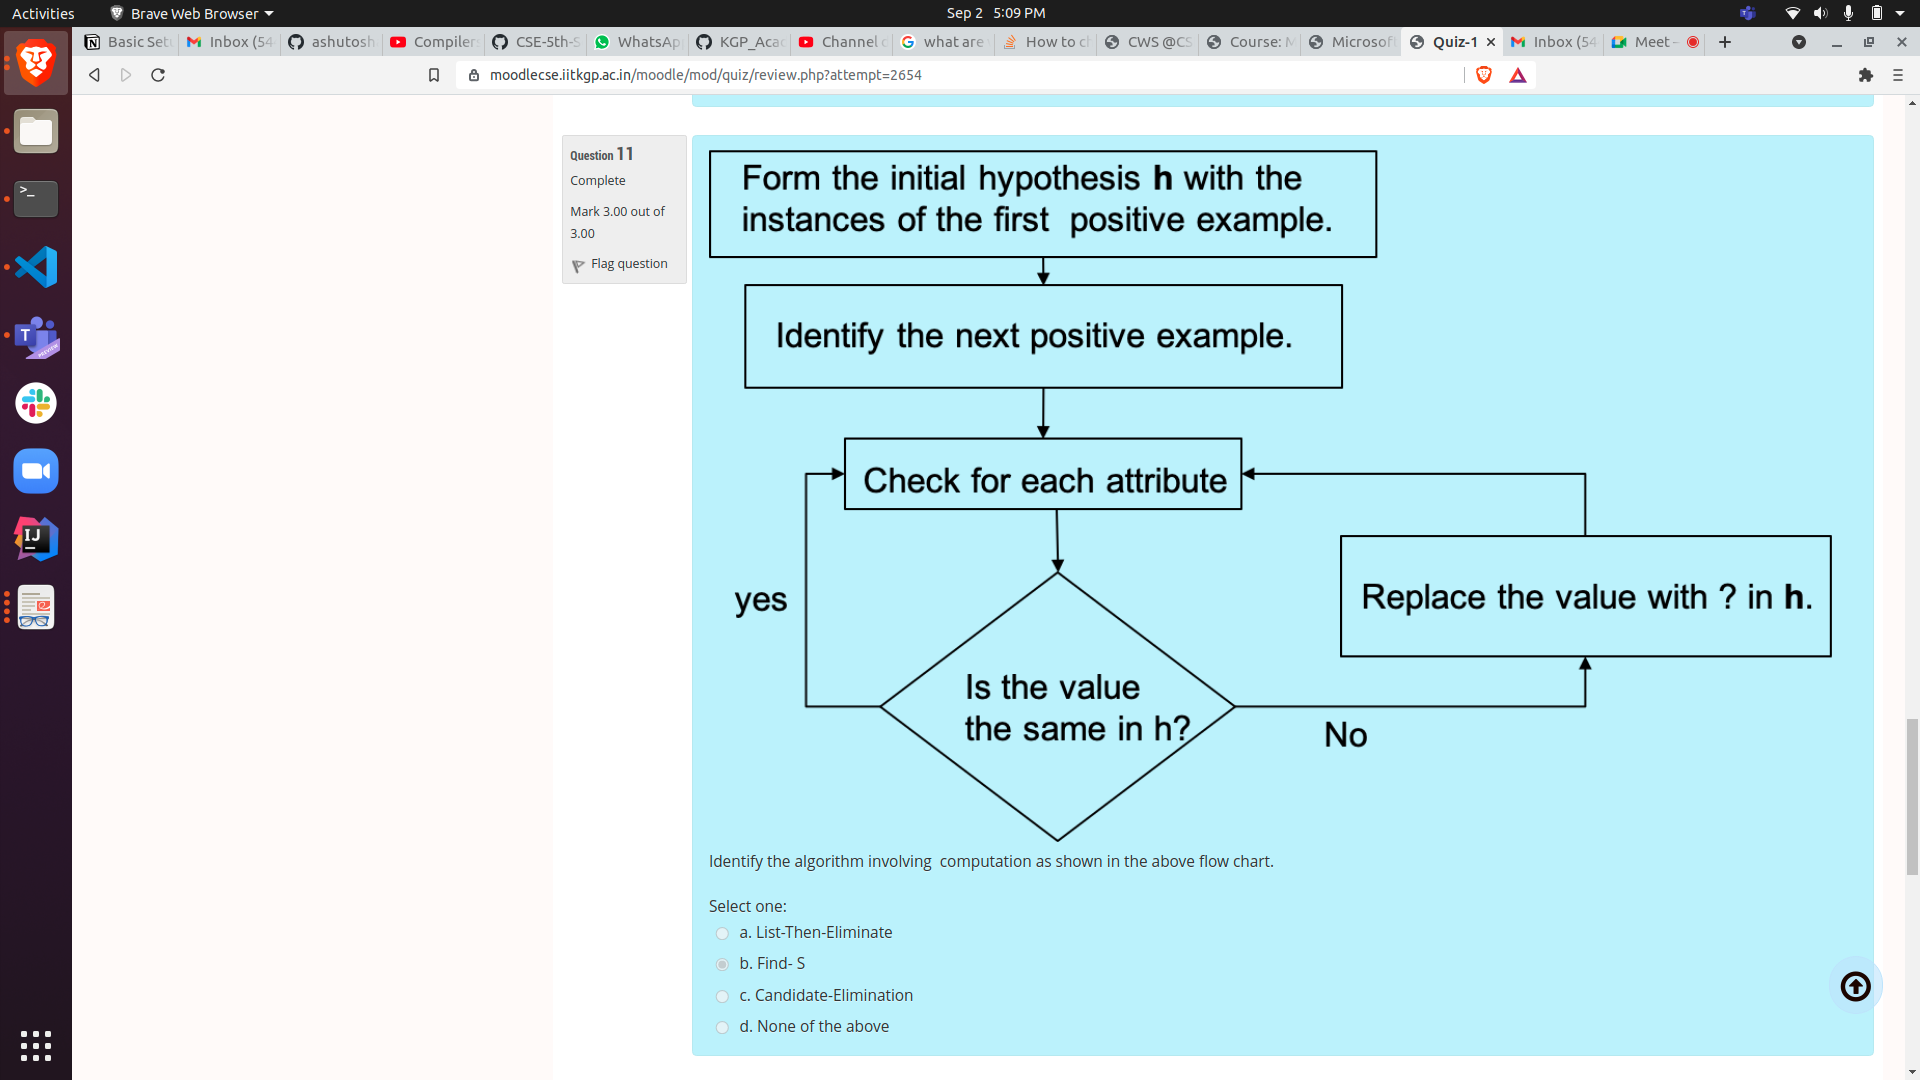 Activities
Brave Web Browser
Sep 2 5:09 PM
Basic Set
Inbox (54
ashutosh
Compiler
CSE-5th-S
WhatsAp
KGP_Aca
Channel
what are
How to c
CWS @CS
Course: M
Microsoft
Quiz-1
Inbox (54
Meet -
moodlecse.iitkgp.ac.in/moodle/mod/quiz/review.php?attempt=2654
Question 11
Complete
Mark 3.00 out of
3.00
Flag question
Form the initial hypothesis h with the
instances of the first positive example.
Identify the next positive example.
Check for each attribute
yes
Replace the value with ? in h.
Is the value
the same in h?
No
Identify the algorithm involving computation as shown in the above flow chart.
Select one:
a. List-Then-Eliminate
b. Find- S
c. Candidate-Elimination
d. None of the above